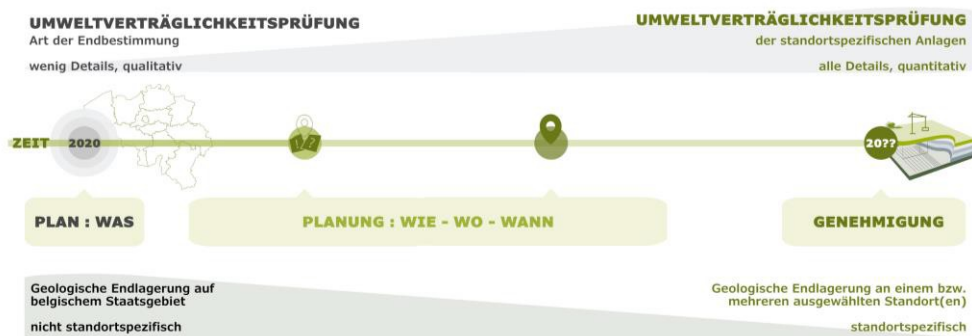 UMWELTVERTRÄGLICHKEITSPRÜFUNG
Art der Endbestimmung
wenig Details, qualitativ
UMWELTVERTRÄGLICHKEITSPRÜFUNG
der standortspezifischen Anlagen
alle Details, quantitativ
ZEIT
2020
20??
PLAN : WAS
PLANUNG : WIE - WO - WANN
GENEHMIGUNG
Geologische Endlagerung auf
belgischem Staatsgebiet
nicht standortspezifisch
Geologische Endlagerung an einem bzw.
mehreren ausgewählten Standort(en)
standortspezifisch